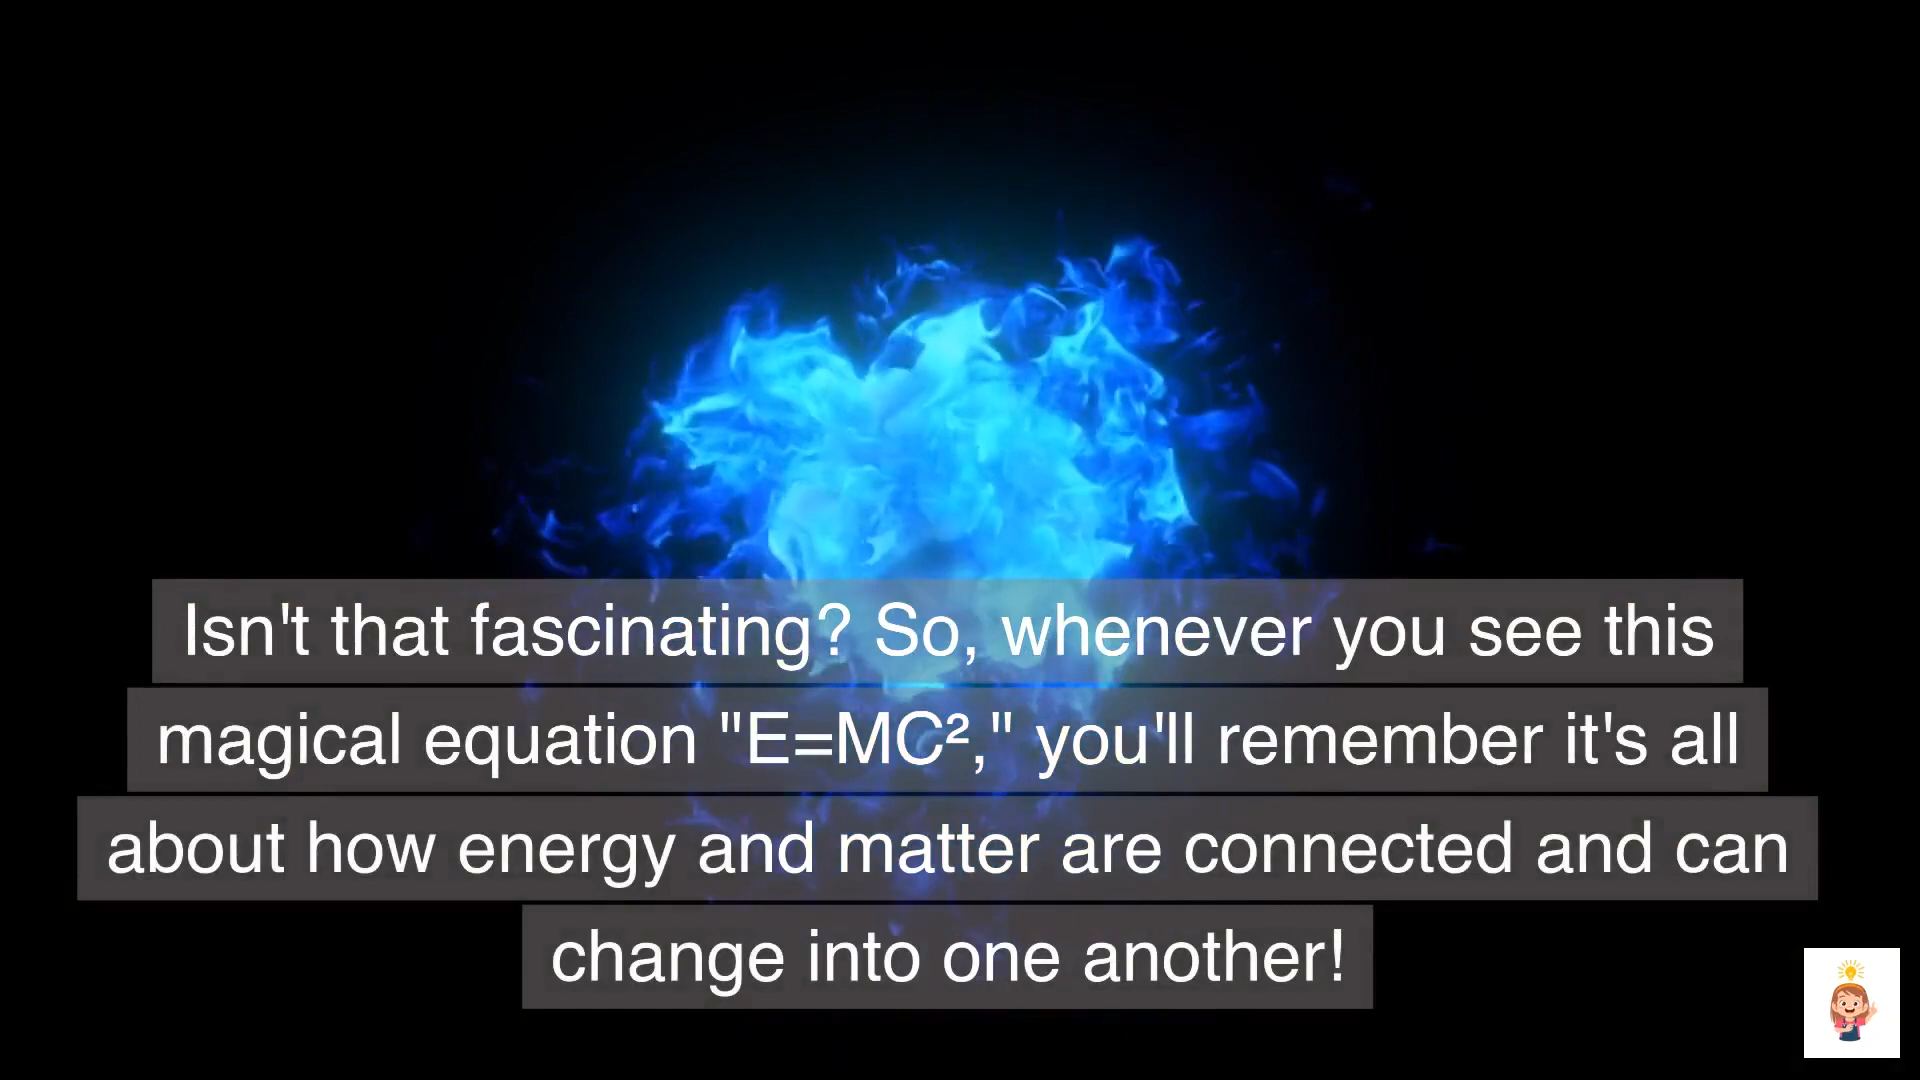 Isn't that fascinating? So, whenever you see this
magical equation "E=MC²," you'll remember it's all
about how energy and matter are connected and can
change into one another!